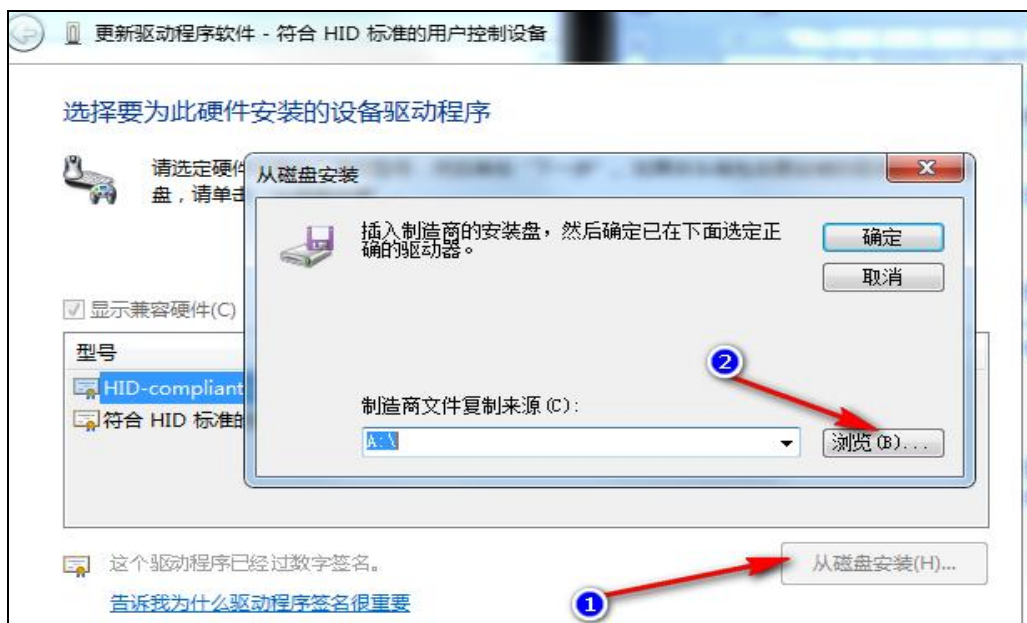 更新驱动程序软件 - 符合 HID 标准的用户控制设备
选择要为此硬件安装的设备驱动程序
请选定硬件
盘，请单击
从磁盘安装
插入制造商的安装盘，然后确定已在下面选定正
确的驱动器。
确定
取消
显示兼容硬件(C)
型号
HID-compliant
符合 HID 标准的
2
制造商文件复制来源(C):
A:\
浏览(B)...
这个驱动程序已经过数字签名。
从磁盘安装(H)...
告诉我为什么驱动程序签名很重要
1